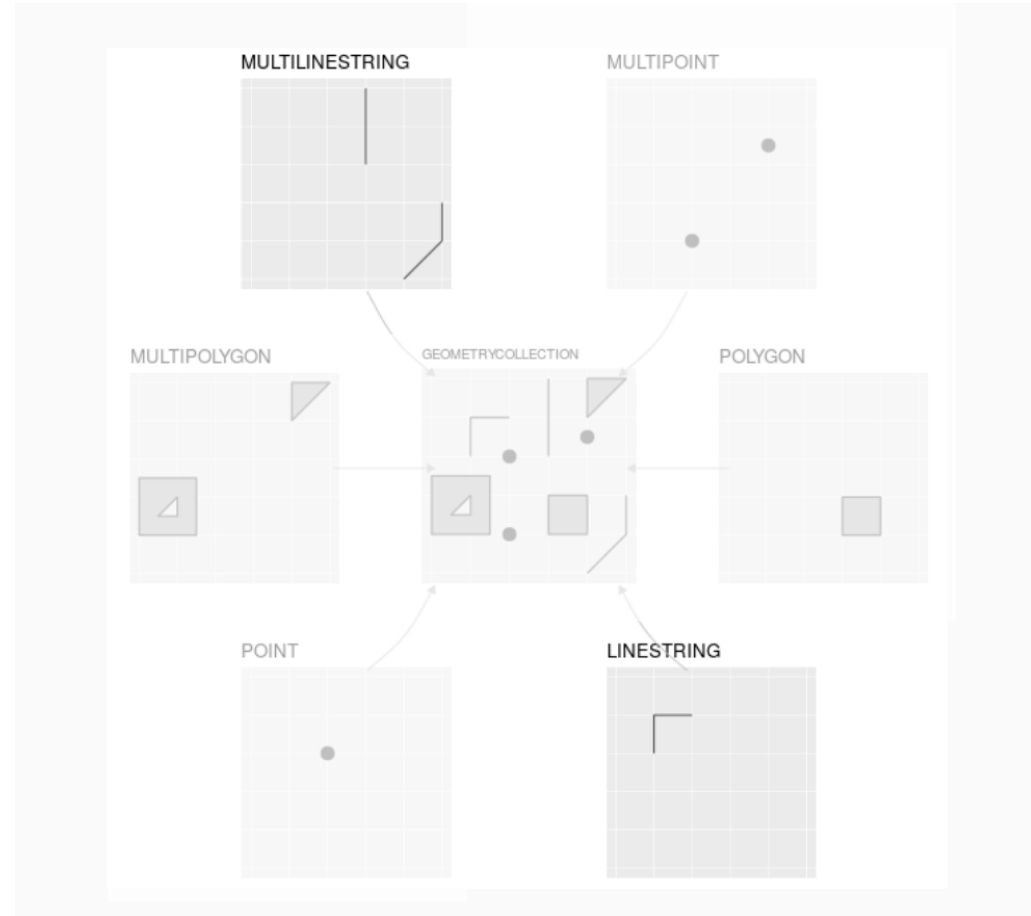 MULTILINESTRING
MULTIPOINT
MULTIPOLYGON
GEOMETRYCOLLECTION
POLYGON
POINT
LINESTRING